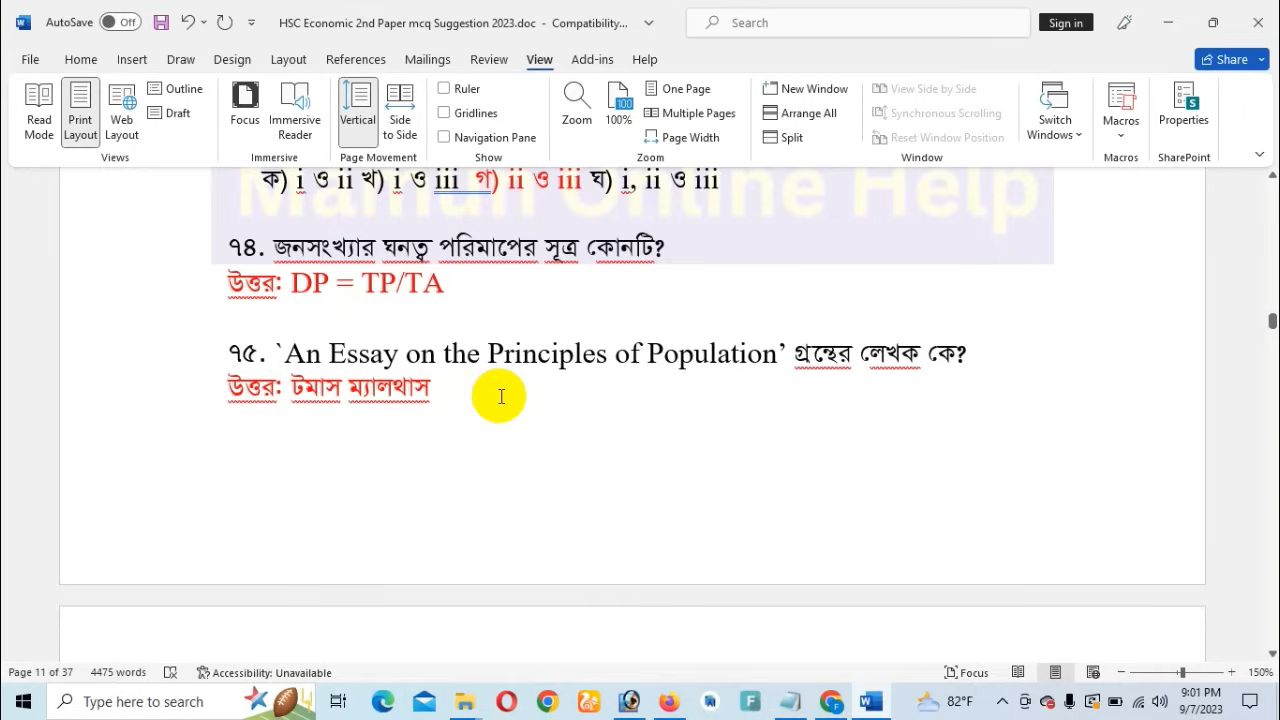 AutoSave Off HSC Economic 2nd Paper mcq Suggestion 2023.doc - Compatibility... Search Sign in
File Home Insert Draw Design Layout References Mailings Review View Add-ins Help Share
Read Mode
Print Layout
Web Layout
Outline
Draft
Views
Focus
Immersive Reader
Immersive
Vertical
Side to Side
Page Movement
Ruler
Gridlines
Navigation Pane
Show
Zoom
100
100%
One Page
Multiple Pages
Page Width
Zoom
New Window
Arrange All
Split
View Side by Side
Synchronous Scrolling
Reset Window Position
Window
Switch Windows
Macros
Macros
Properties
SharePoint
Mamun Online Help
ক) i ও ii খ) i ও iii গ) ii ও iii ঘ) i, ii ও iii
৭৪. জনসংখ্যার ঘনত্ব পরিমাপের সূত্র কোনটি?
উত্তর: DP = TP/TA
৭৫. `An Essay on the Principles of Population’ গ্রন্থের লেখক কে?
উত্তর: টমাস ম্যালথাস
Page 11 of 37 4475 words Accessibility: Unavailable Focus 150%
Type here to search 82°F 9:01 PM
9/7/2023